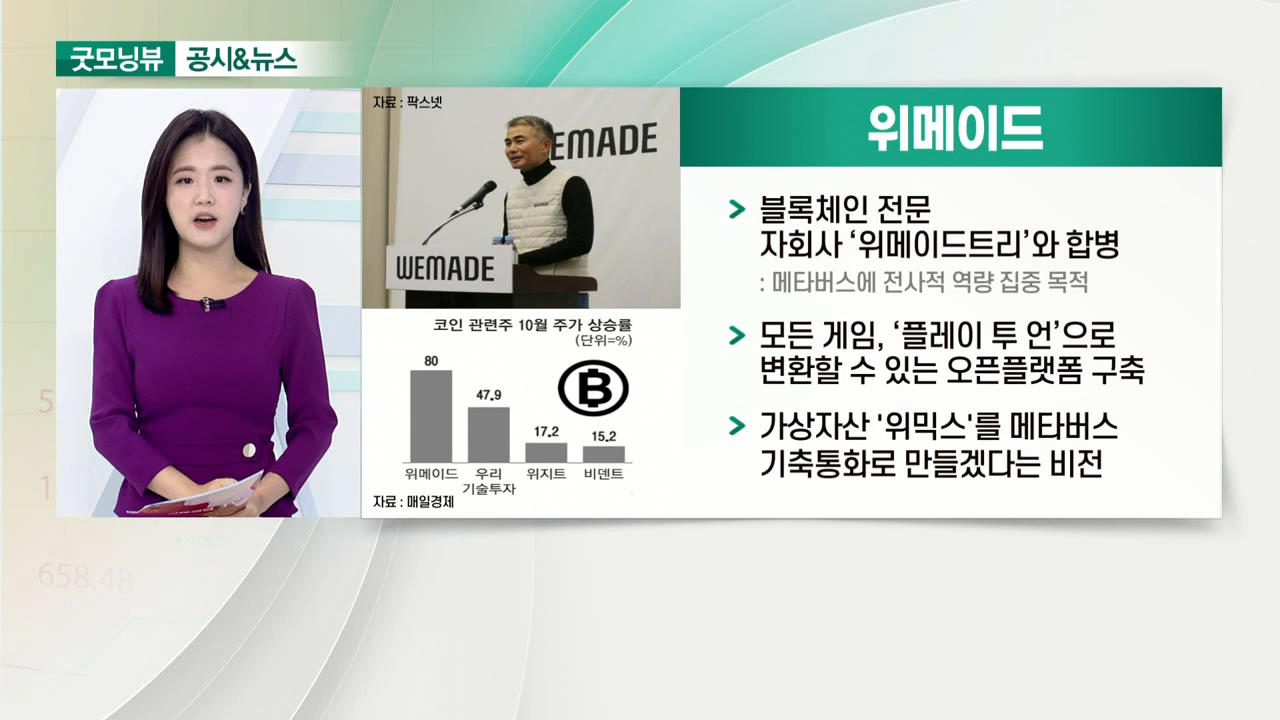 굿모닝뷰 공시&뉴스
자료 : 팍스넷
WEMADE
WEMADE
코인 관련주 10월 주가 상승률
(단위=%)
80
47.9
17.2
15.2
위메이드
우리
기술투자
위지트
비덴트
자료 : 매일경제
위메이드
블록체인 전문
자회사 ‘위메이드트리’와 합병
: 메타버스에 전사적 역량 집중 목적
모든 게임, ‘플레이 투 언’으로
변환할 수 있는 오픈플랫폼 구축
가상자산 '위믹스'를 메타버스
기축통화로 만들겠다는 비전
658.48